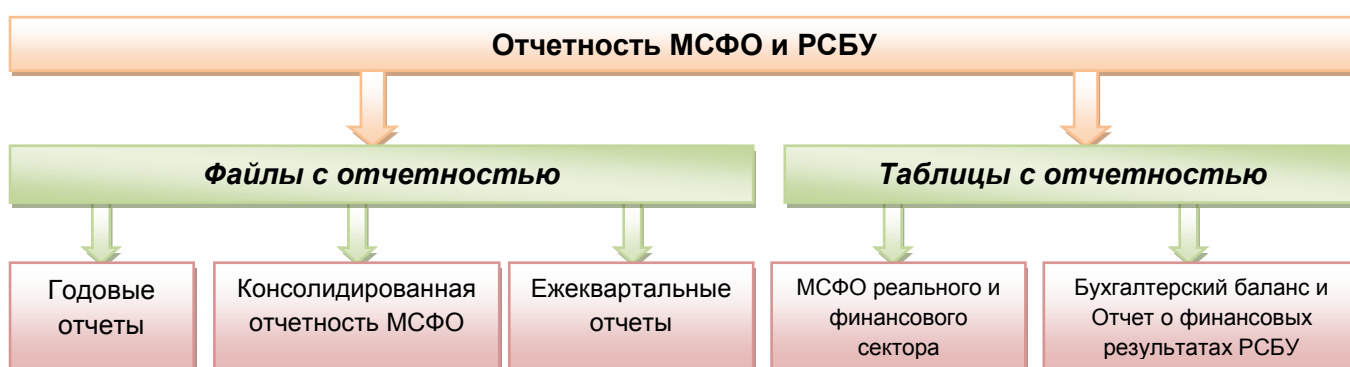 Отчетность МСФО и РСБУ
Файлы с отчетностью
Таблицы с отчетностью
Годовые
отчеты
Консолидированная
отчетность МСФО
Ежеквартальные
отчеты
МСФО реального и
финансового
сектора
Бухгалтерский баланс и
Отчет о финансовых
результатах РСБУ